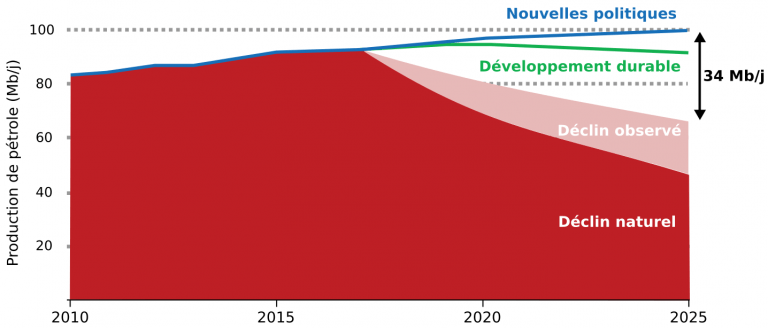 Nouvelles politiques
100
Développement durable
34 Mb/j
80
Production de pétrole (Mb/j)
Déclin observé
60
40
Déclin naturel
20
2010
2015
2020
2025